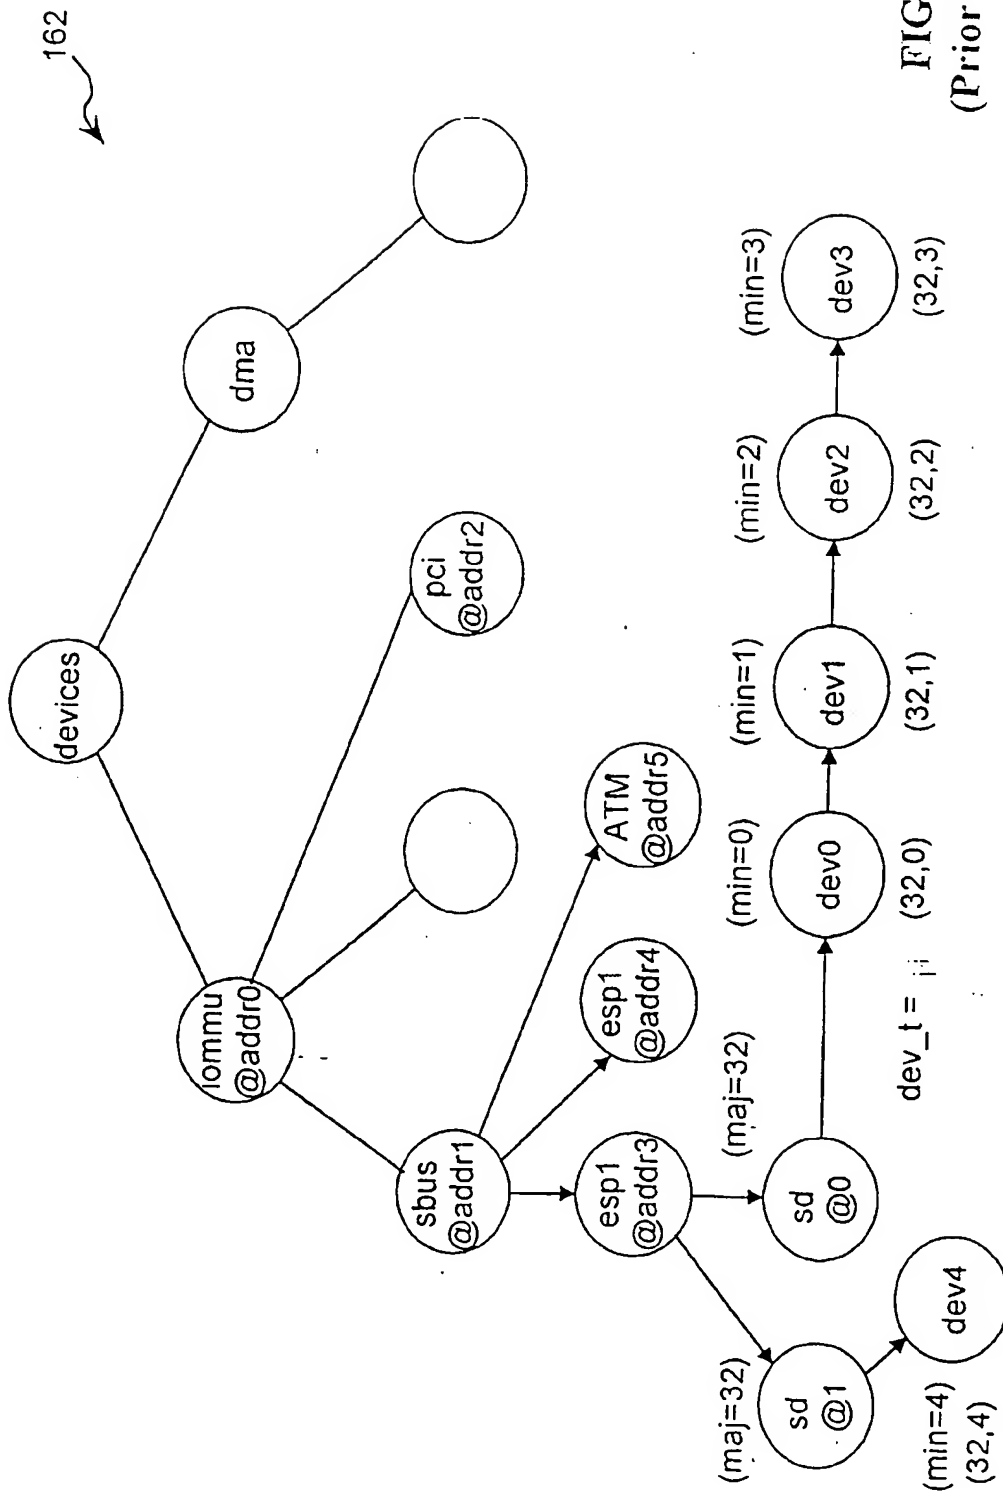 162
devices
dma
iommu
@addr0
pci
@addr2
sbus
@addr1
ATM
@addr5
esp1
@addr4
esp1
@addr3
(maj=32)
(maj=32)
sd
@1
sd
@0
(min=0)
(min=1)
(min=2)
(min=3)
dev0
dev1
dev2
dev3
(min=4)
(32,4)
dev4
dev_t =
(32,0)
(32,1)
(32,2)
(32,3)
FIG
(Prior